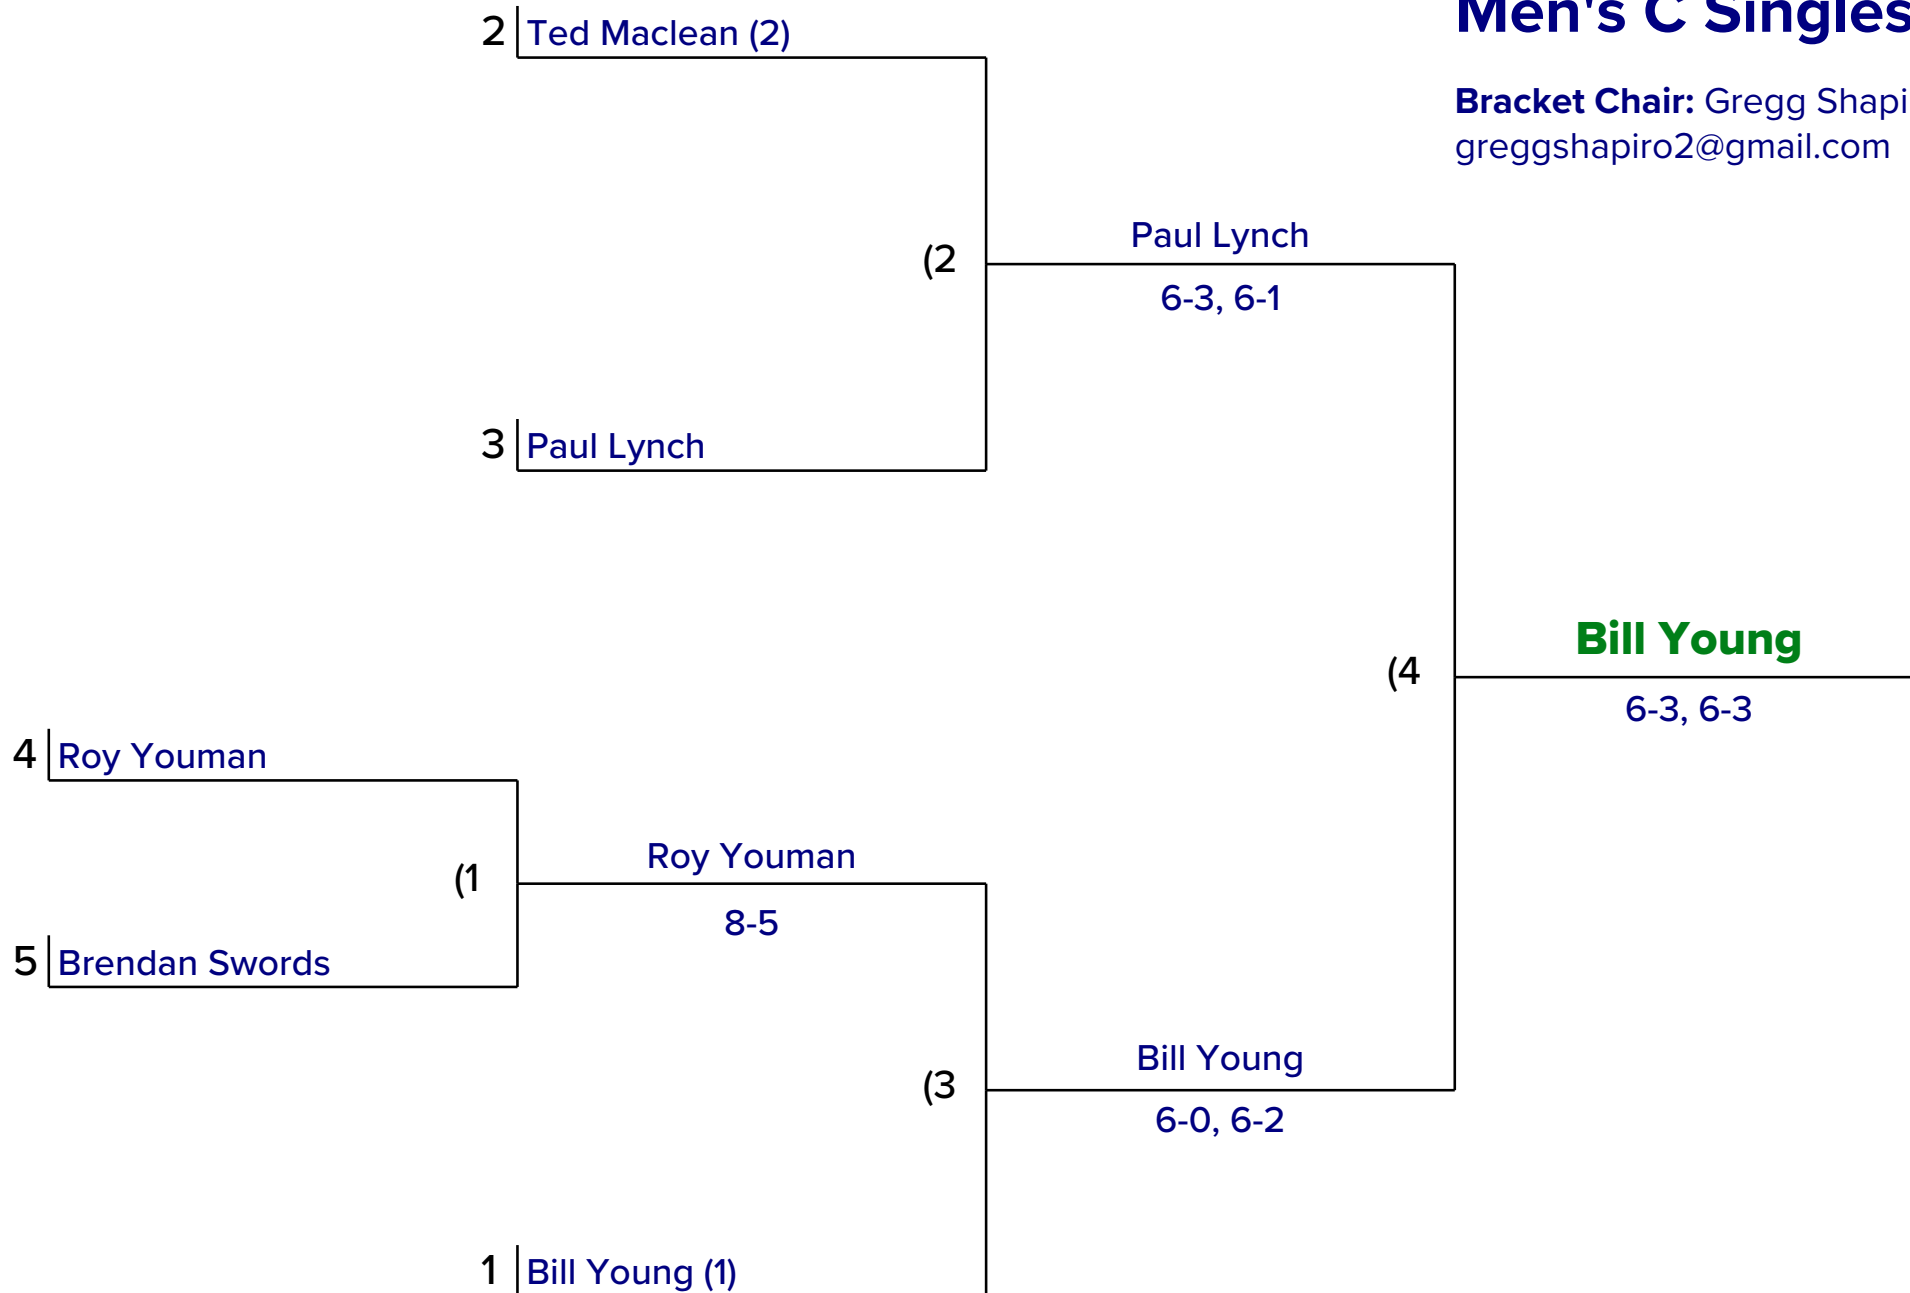 Men's C Singles
2 Ted Maclean (2)
Bracket Chair: Gregg Shapi
greggshapiro2@gmail.com
Paul Lynch
(2
6-3, 6-1
3 Paul Lynch
Bill Young
(4
6-3, 6-3
4 Roy Youman
Roy Youman
(1
8-5
5 Brendan Swords
Bill Young
(3
6-0, 6-2
1 Bill Young (1)